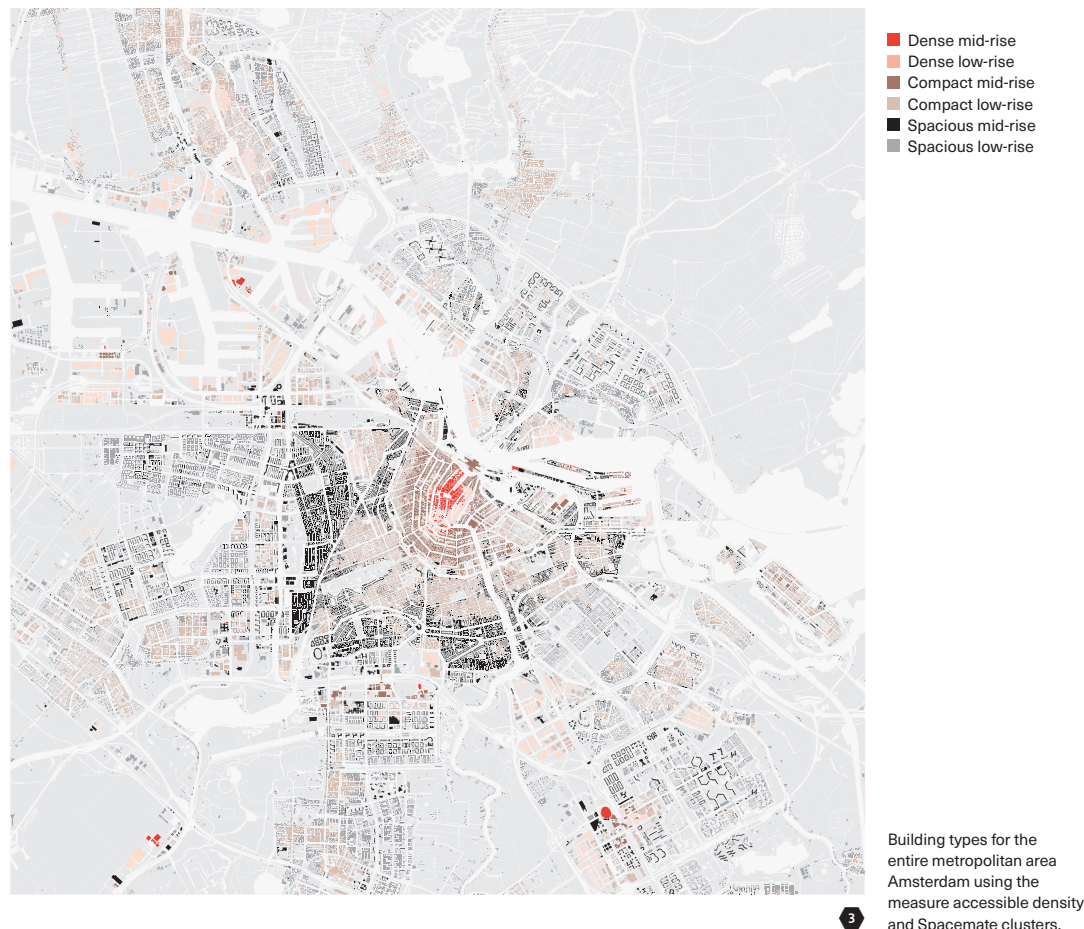 Dense mid-rise
Dense low-rise
Compact mid-rise
Compact low-rise
Spacious mid-rise
Spacious low-rise
Building types for the
entire metropolitan area
Amsterdam using the
measure accessible density
and Spacemate clusters.
3